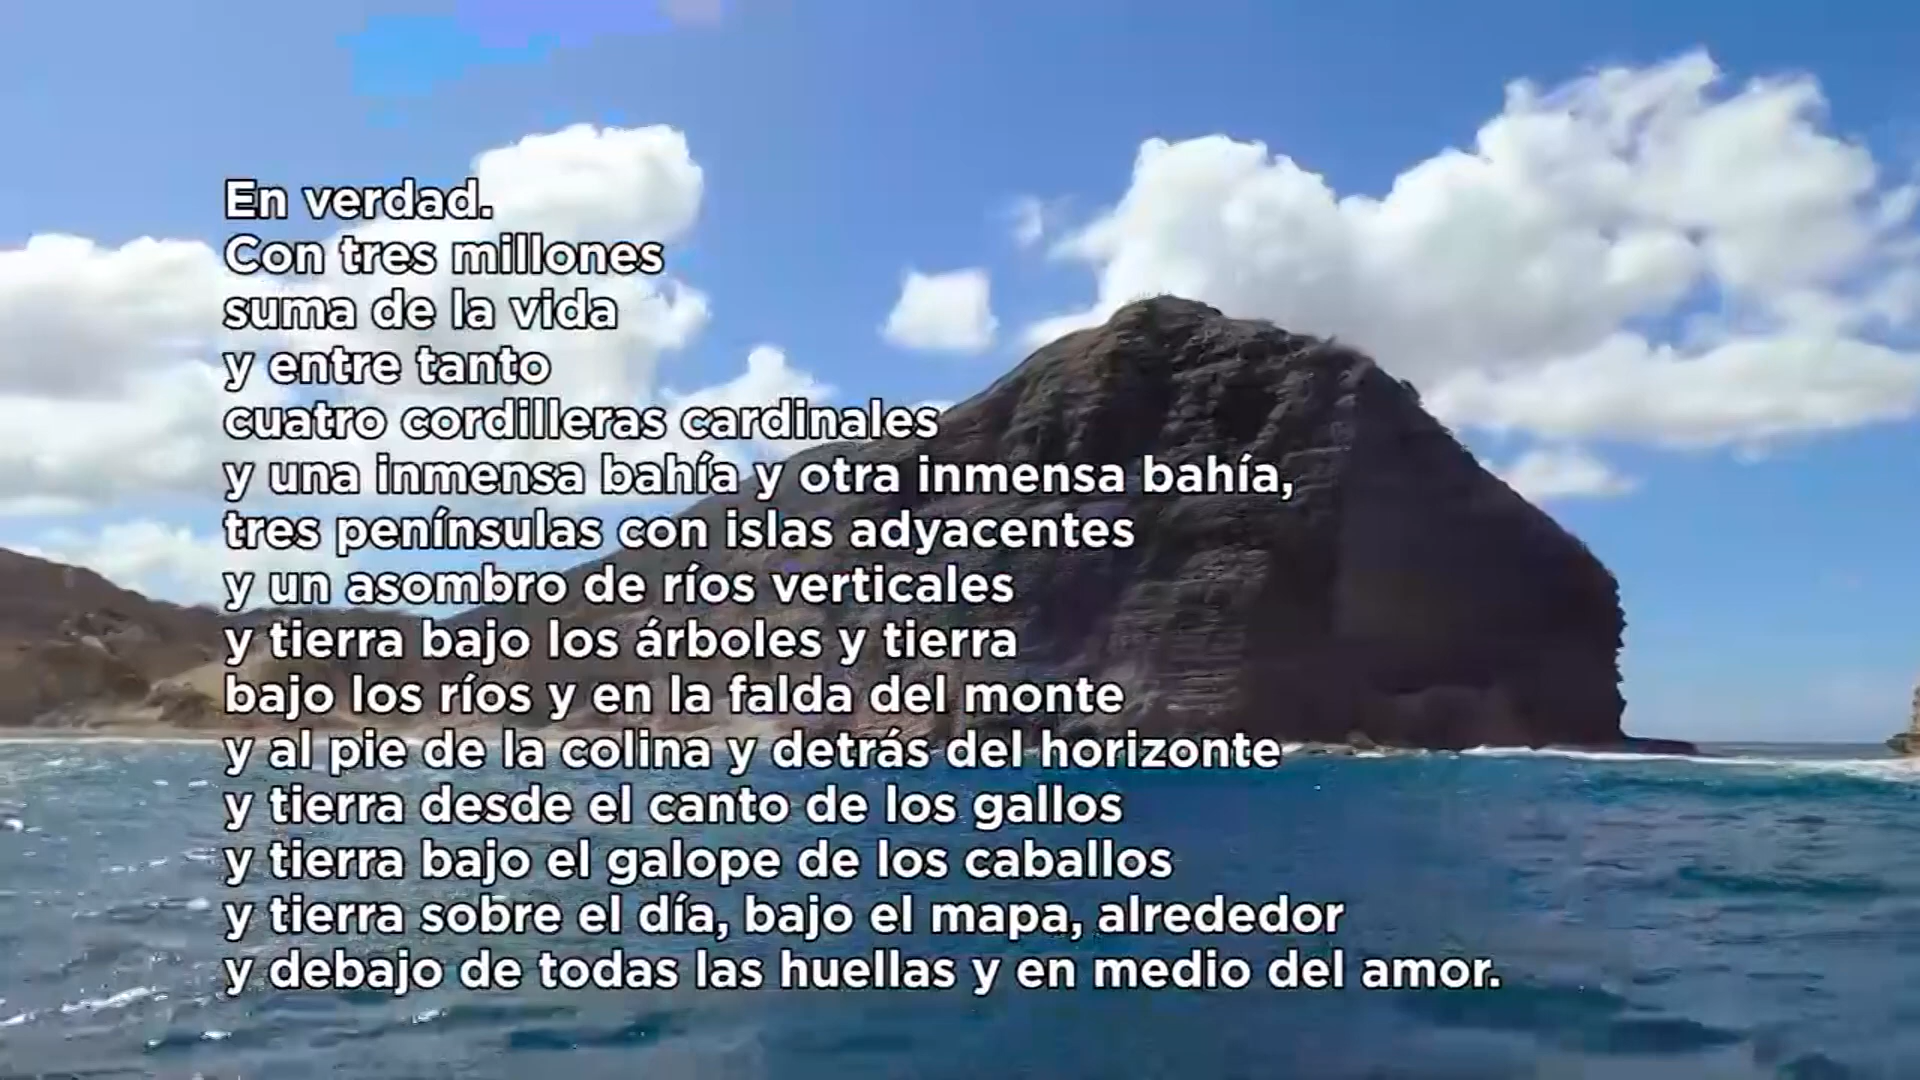 En verdad.
Con tres millones
suma de la vida
y entre tanto
cuatro cordilleras cardinales
y una inmensa bahía y otra inmensa bahía,
tres penínsulas con islas adyacentes
y un asombro de ríos verticales
y tierra bajo los árboles y tierra
bajo los ríos y en la falda del monte
y al pie de la colina y detrás del horizonte
y tierra desde el canto de los gallos
y tierra bajo el galope de los caballos
y tierra sobre el día, bajo el mapa, alrededor
y debajo de todas las huellas y en medio del amor.